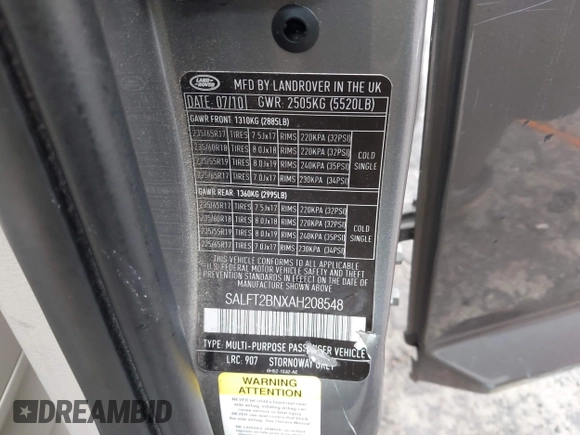 LAND ROVER
MFD BY LANDROVER IN THE UK
DATE: 07/10 GWR: 2505KG (5520LB)
GAWR FRONT: 1310KG (2885LB)
235/65R17 TIRES 7.5Jx17 RIMS 220KPA (32PSI)
235/60R18 TIRES 8.0Jx18 RIMS 220KPA (32PSI)
235/55R19 TIRES 8.0Jx19 RIMS 240KPA (35PSI)
225/65R17 TIRES 7.0Jx17 RIMS 230KPA (34PSI)
COLD
SINGLE
GAWR REAR: 1360KG (2995LB)
235/65R17 TIRES 7.5Jx17 RIMS 220KPA (32PSI)
235/60R18 TIRES 8.0Jx18 RIMS 220KPA (32PSI)
235/55R19 TIRES 8.0Jx19 RIMS 240KPA (35PSI)
225/65R17 TIRES 7.0Jx17 RIMS 230KPA (34PSI)
COLD
SINGLE
THIS VEHICLE CONFORMS TO ALL APPLICABLE
U.S. FEDERAL MOTOR VEHICLE SAFETY AND THEFT
PREVENTION STANDARDS IN EFFECT ON THE DATE OF
MANUFACTURE SHOWN ABOVE
SALFT2BNXAH208548
TYPE: MULTI-PURPOSE PASSENGER VEHICLE
LRC. 907 STORNOWAY GREY
WARNING
ATTENTION
DREAMBID